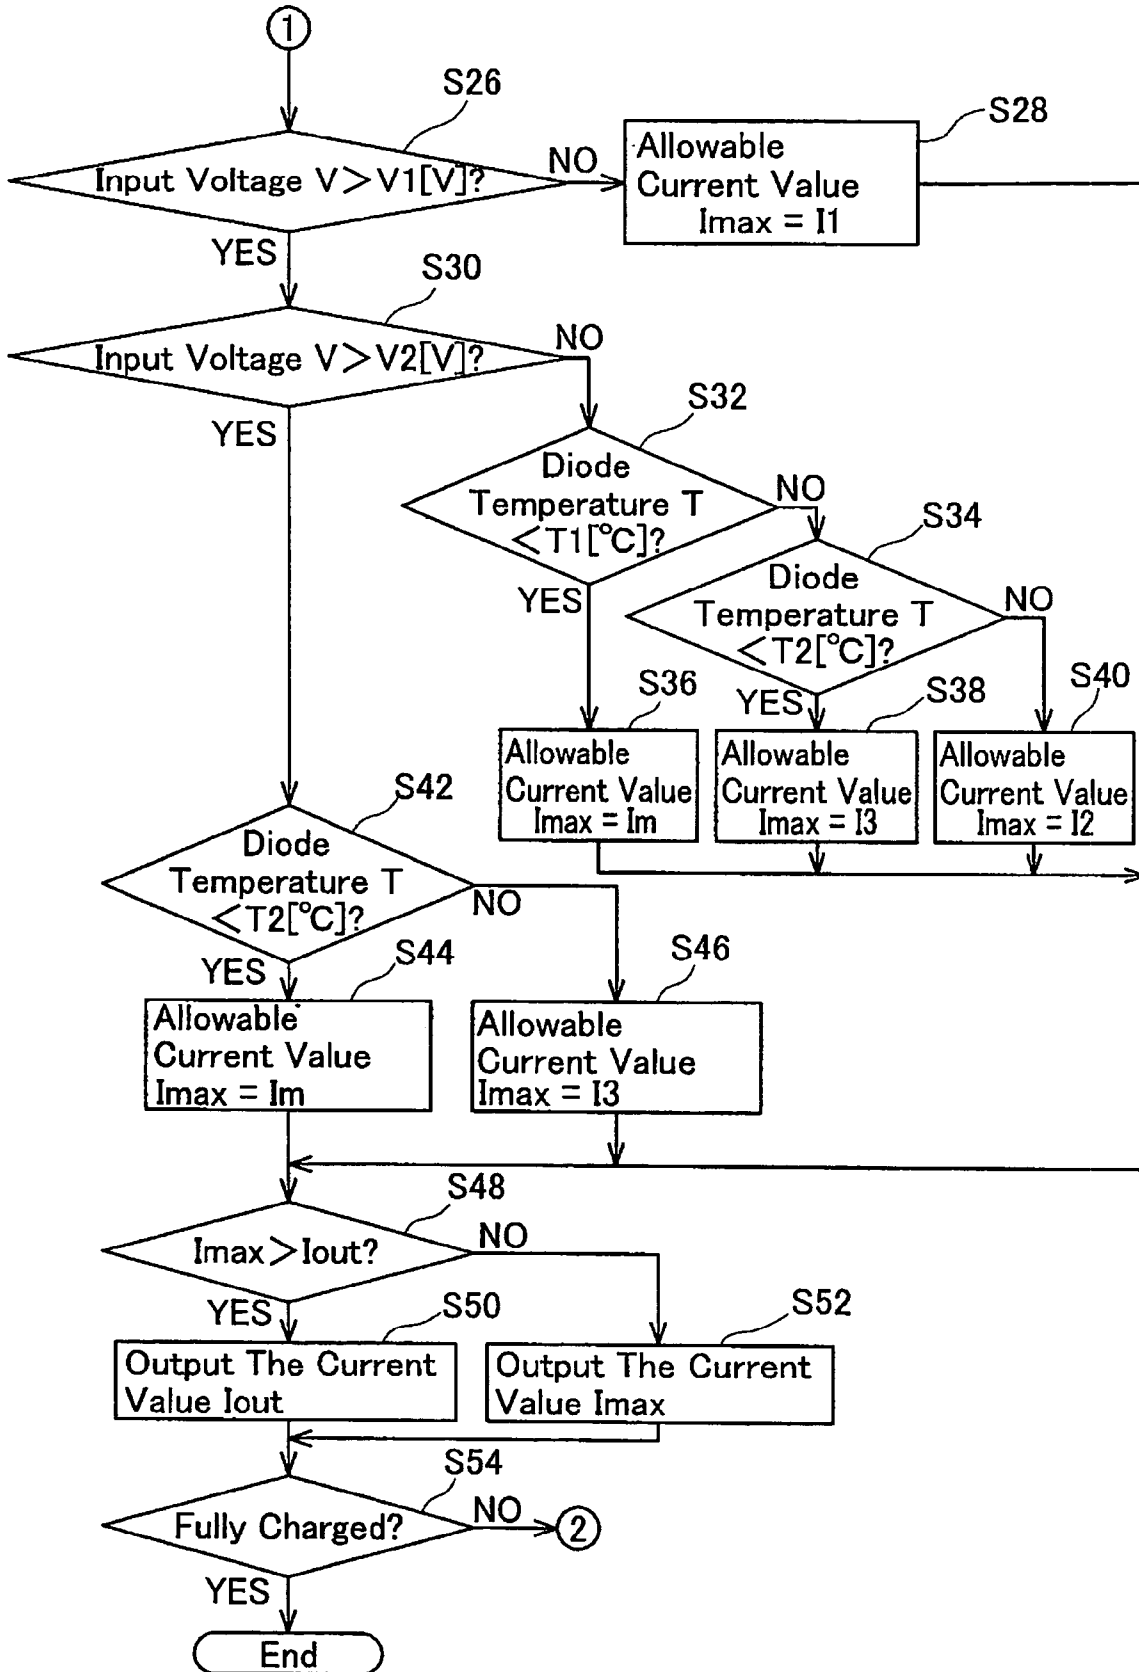 1
S26
Input Voltage V>V1[V]?
NO
S28
Allowable
Current Value
Imax = I1
YES
S30
Input Voltage V>V2[V]?
NO
YES
S32
Diode
Temperature T
<T1[℃]?
NO
YES
S34
Diode
Temperature T
<T2[℃]?
NO
YES
S36
Allowable
Current Value
Imax = Im
S38
Allowable
Current Value
Imax = I3
S40
Allowable
Current Value
Imax = I2
S42
Diode
Temperature T
<T2[℃]?
NO
YES
S44
Allowable
Current Value
Imax = Im
S46
Allowable
Current Value
Imax = I3
S48
Imax>Iout?
NO
YES
S50
Output The Current
Value Iout
S52
Output The Current
Value Imax
S54
Fully Charged?
NO
2
YES
End